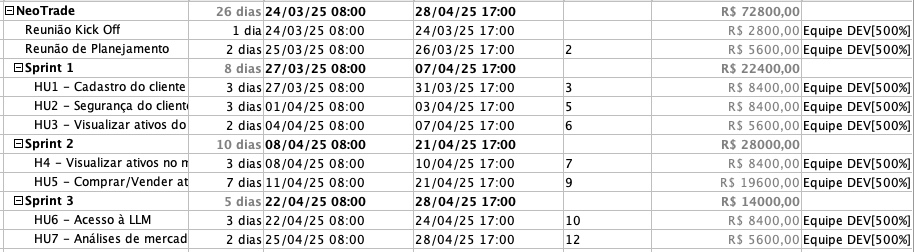 NeoTrade 26 dias 24/03/25 08:00 28/04/25 17:00 R$ 72800,00
Reunião Kick Off 1 dia 24/03/25 08:00 24/03/25 17:00 R$ 2800,00 Equipe DEV[500%]
Reunão de Planejamento 2 dias 25/03/25 08:00 26/03/25 17:00 2 R$ 5600,00 Equipe DEV[500%]
Sprint 1 8 dias 27/03/25 08:00 07/04/25 17:00 R$ 22400,00
HU1 - Cadastro do cliente 3 dias 27/03/25 08:00 31/03/25 17:00 3 R$ 8400,00 Equipe DEV[500%]
HU2 - Segurança do client 3 dias 01/04/25 08:00 03/04/25 17:00 5 R$ 8400,00 Equipe DEV[500%]
HU3 - Visualizar ativos do 2 dias 04/04/25 08:00 07/04/25 17:00 6 R$ 5600,00 Equipe DEV[500%]
Sprint 2 10 dias 08/04/25 08:00 21/04/25 17:00 R$ 28000,00
H4 - Visualizar ativos no m 3 dias 08/04/25 08:00 10/04/25 17:00 7 R$ 8400,00 Equipe DEV[500%]
HU5 - Comprar/Vender at 7 dias 11/04/25 08:00 21/04/25 17:00 9 R$ 19600,00 Equipe DEV[500%]
Sprint 3 5 dias 22/04/25 08:00 28/04/25 17:00 R$ 14000,00
HU6 - Acesso à LLM 3 dias 22/04/25 08:00 24/04/25 17:00 10 R$ 8400,00 Equipe DEV[500%]
HU7 - Análises de mercad 2 dias 25/04/25 08:00 28/04/25 17:00 12 R$ 5600,00 Equipe DEV[500%]